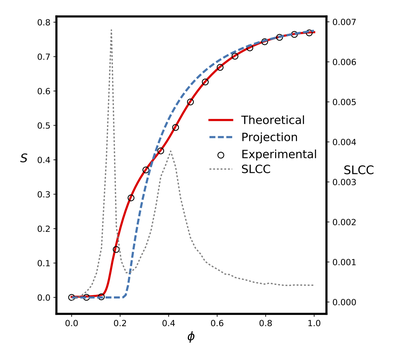 0.8
0.7
0.6
0.5
0.4
0.3
0.2
0.1
0.0
S
0.007
0.006
0.005
0.004
0.003
0.002
0.001
0.000
SLCC
Theoretical
Projection
Experimental
SLCC
0.0 0.2 0.4 0.6 0.8 1.0
ϕ